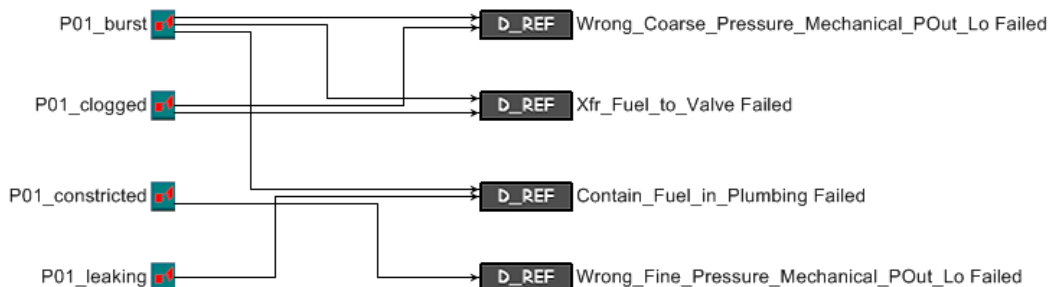 P01_burst D_REF Wrong_Coarse_Pressure_Mechanical_POut_Lo Failed
P01_clogged D_REF Xfr_Fuel_to_Valve Failed
P01_constricted D_REF Contain_Fuel_in_Plumbing Failed
P01_leaking D_REF Wrong_Fine_Pressure_Mechanical_POut_Lo Failed